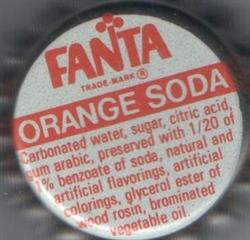 FANTA
TRADE-MARK ®
ORANGE SODA
Carbonated water, sugar, citric acid,
gum arabic, preserved with 1/20 of
1% benzoate of soda, natural and
artificial flavorings, artificial
colorings, glycerol ester of
wood rosin, brominated
vegetable oil.